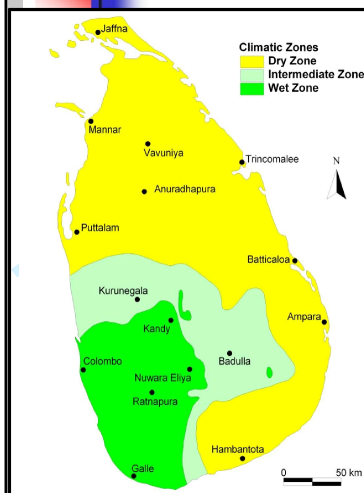 Jaffna
Climatic Zones
Dry Zone
Intermediate Zone
Wet Zone
Mannar
Vavuniya
Trincomalee
N
Anuradhapura
Puttalam
Batticaloa
Kurunegala
Ampara
Kandy
Badulla
Colombo
Nuwara Eliya
Ratnapura
Hambantota
Galle
0 50 km